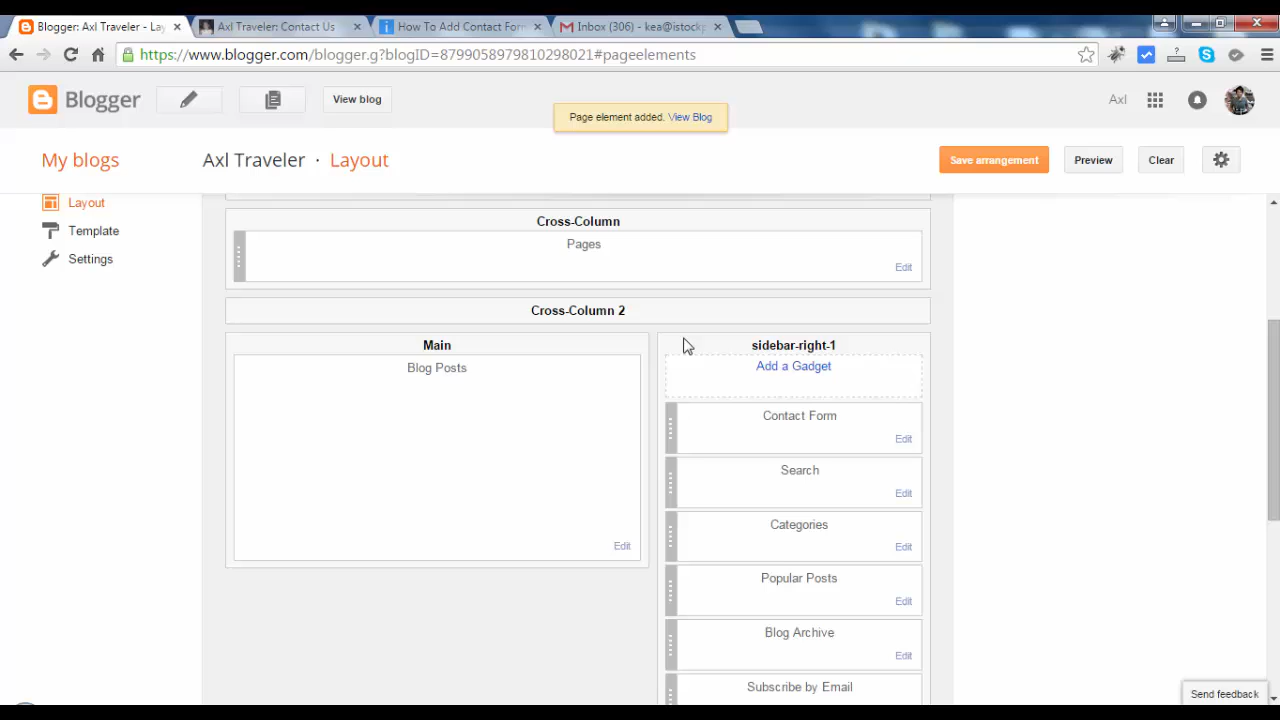 Blogger: Axl Traveler - Lay
Axl Traveler: Contact Us
How To Add Contact Form
Inbox (306) - kea@istockp
https://www.blogger.com/blogger.g?blogID=8799058979810298021#pageelements
Blogger
View blog
Page element added. View Blog
Axl
My blogs
Axl Traveler · Layout
Save arrangement
Preview
Clear
Layout
Template
Settings
Cross-Column
Pages
Edit
Cross-Column 2
Main
Blog Posts
Edit
sidebar-right-1
Add a Gadget
Contact Form
Edit
Search
Edit
Categories
Edit
Popular Posts
Edit
Blog Archive
Edit
Subscribe by Email
Send feedback